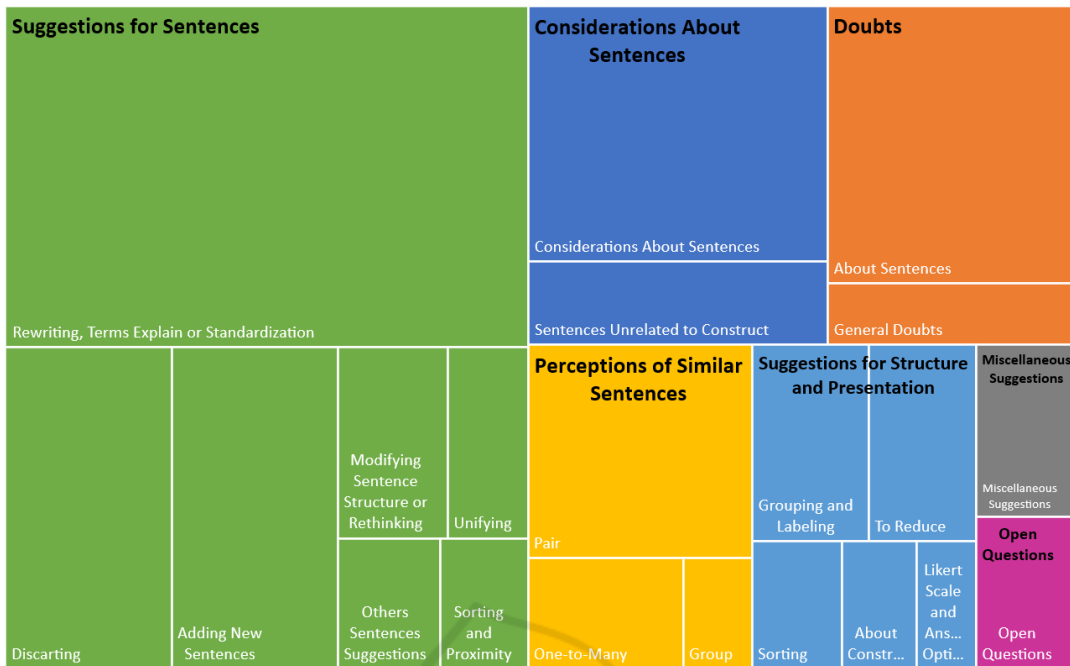 Suggestions for Sentences
Rewriting, Terms Explain or Standardization
Discarting
Adding New
Sentences
Modifying
Sentence
Structure or
Rethinking
Unifying
Others
Sentences
Suggestions
Sorting
and
Proximity
Considerations About
Sentences
Considerations About Sentences
Sentences Unrelated to Construct
Doubts
About Sentences
General Doubts
Perceptions of Similar
Sentences
Pair
One-to-Many
Group
Suggestions for Structure
and Presentation
Grouping and
Labeling
To Reduce
Sorting
About
Constr...
Likert
Scale
and
Ans...
Opti...
Miscellaneous
Suggestions
Miscellaneous
Suggestions
Open
Questions
Open
Questions